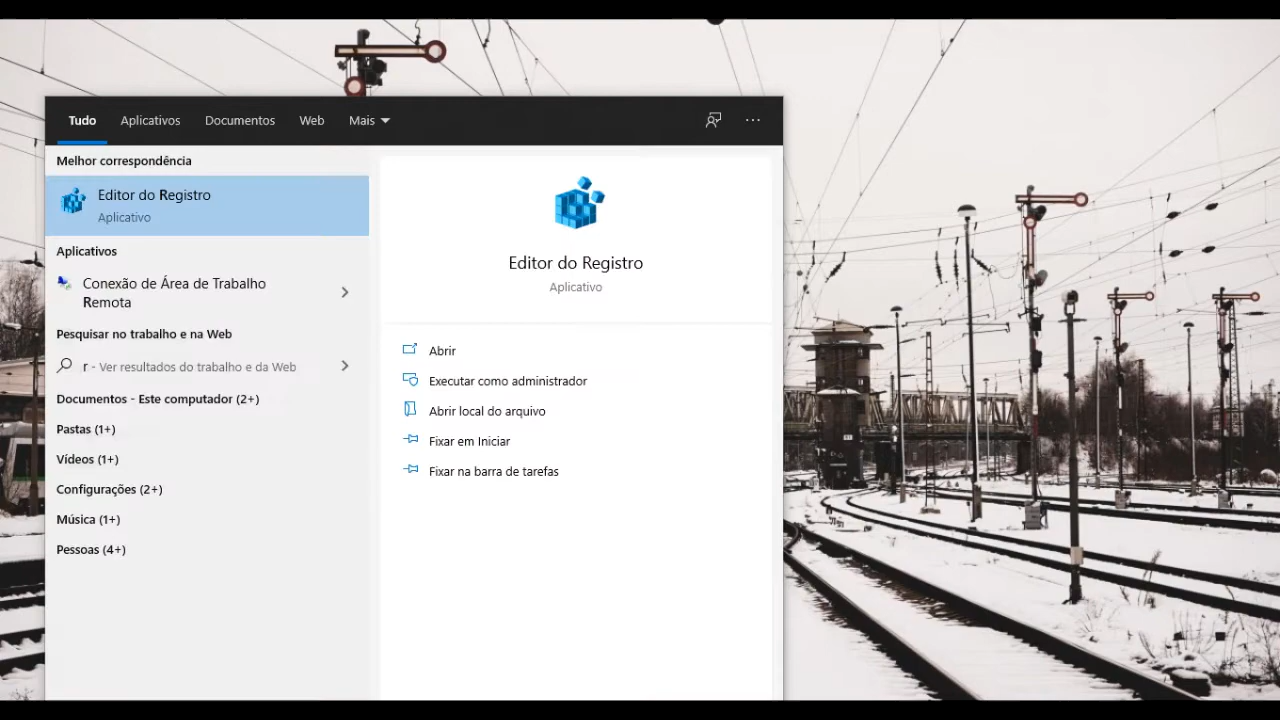 Tudo Aplicativos Documentos Web Mais
Melhor correspondência
Editor do Registro
Aplicativo
Aplicativos
Conexão de Área de Trabalho
Remota
Pesquisar no trabalho e na Web
r - Ver resultados do trabalho e da Web
Documentos - Este computador (2+)
Pastas (1+)
Vídeos (1+)
Configurações (2+)
Música (1+)
Pessoas (4+)
Editor do Registro
Aplicativo
Abrir
Executar como administrador
Abrir local do arquivo
Fixar em Iniciar
Fixar na barra de tarefas